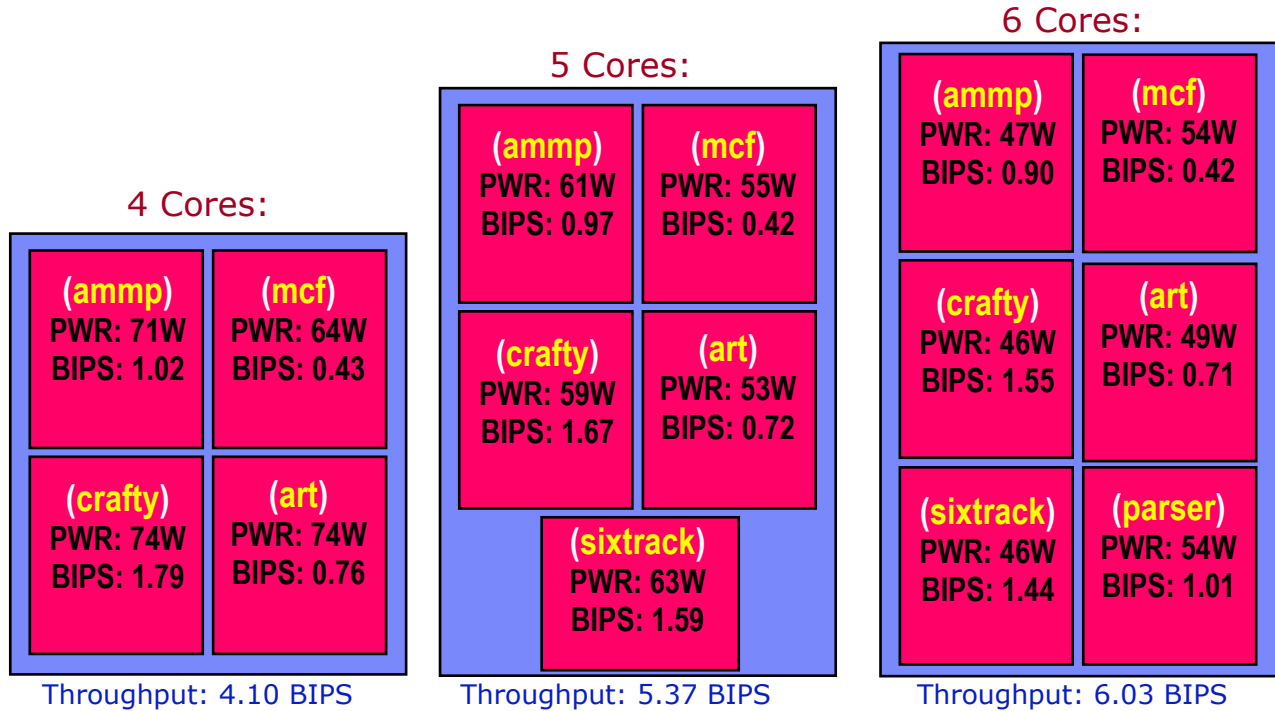 4 Cores:
(ammp)
PWR: 71W
BIPS: 1.02
(mcf)
PWR: 64W
BIPS: 0.43
(crafty)
PWR: 74W
BIPS: 1.79
(art)
PWR: 74W
BIPS: 0.76
Throughput: 4.10 BIPS
5 Cores:
(ammp)
PWR: 61W
BIPS: 0.97
(mcf)
PWR: 55W
BIPS: 0.42
(crafty)
PWR: 59W
BIPS: 1.67
(art)
PWR: 53W
BIPS: 0.72
(sixtrack)
PWR: 63W
BIPS: 1.59
Throughput: 5.37 BIPS
6 Cores:
(ammp)
PWR: 47W
BIPS: 0.90
(mcf)
PWR: 54W
BIPS: 0.42
(crafty)
PWR: 46W
BIPS: 1.55
(art)
PWR: 49W
BIPS: 0.71
(sixtrack)
PWR: 46W
BIPS: 1.44
(parser)
PWR: 54W
BIPS: 1.01
Throughput: 6.03 BIPS